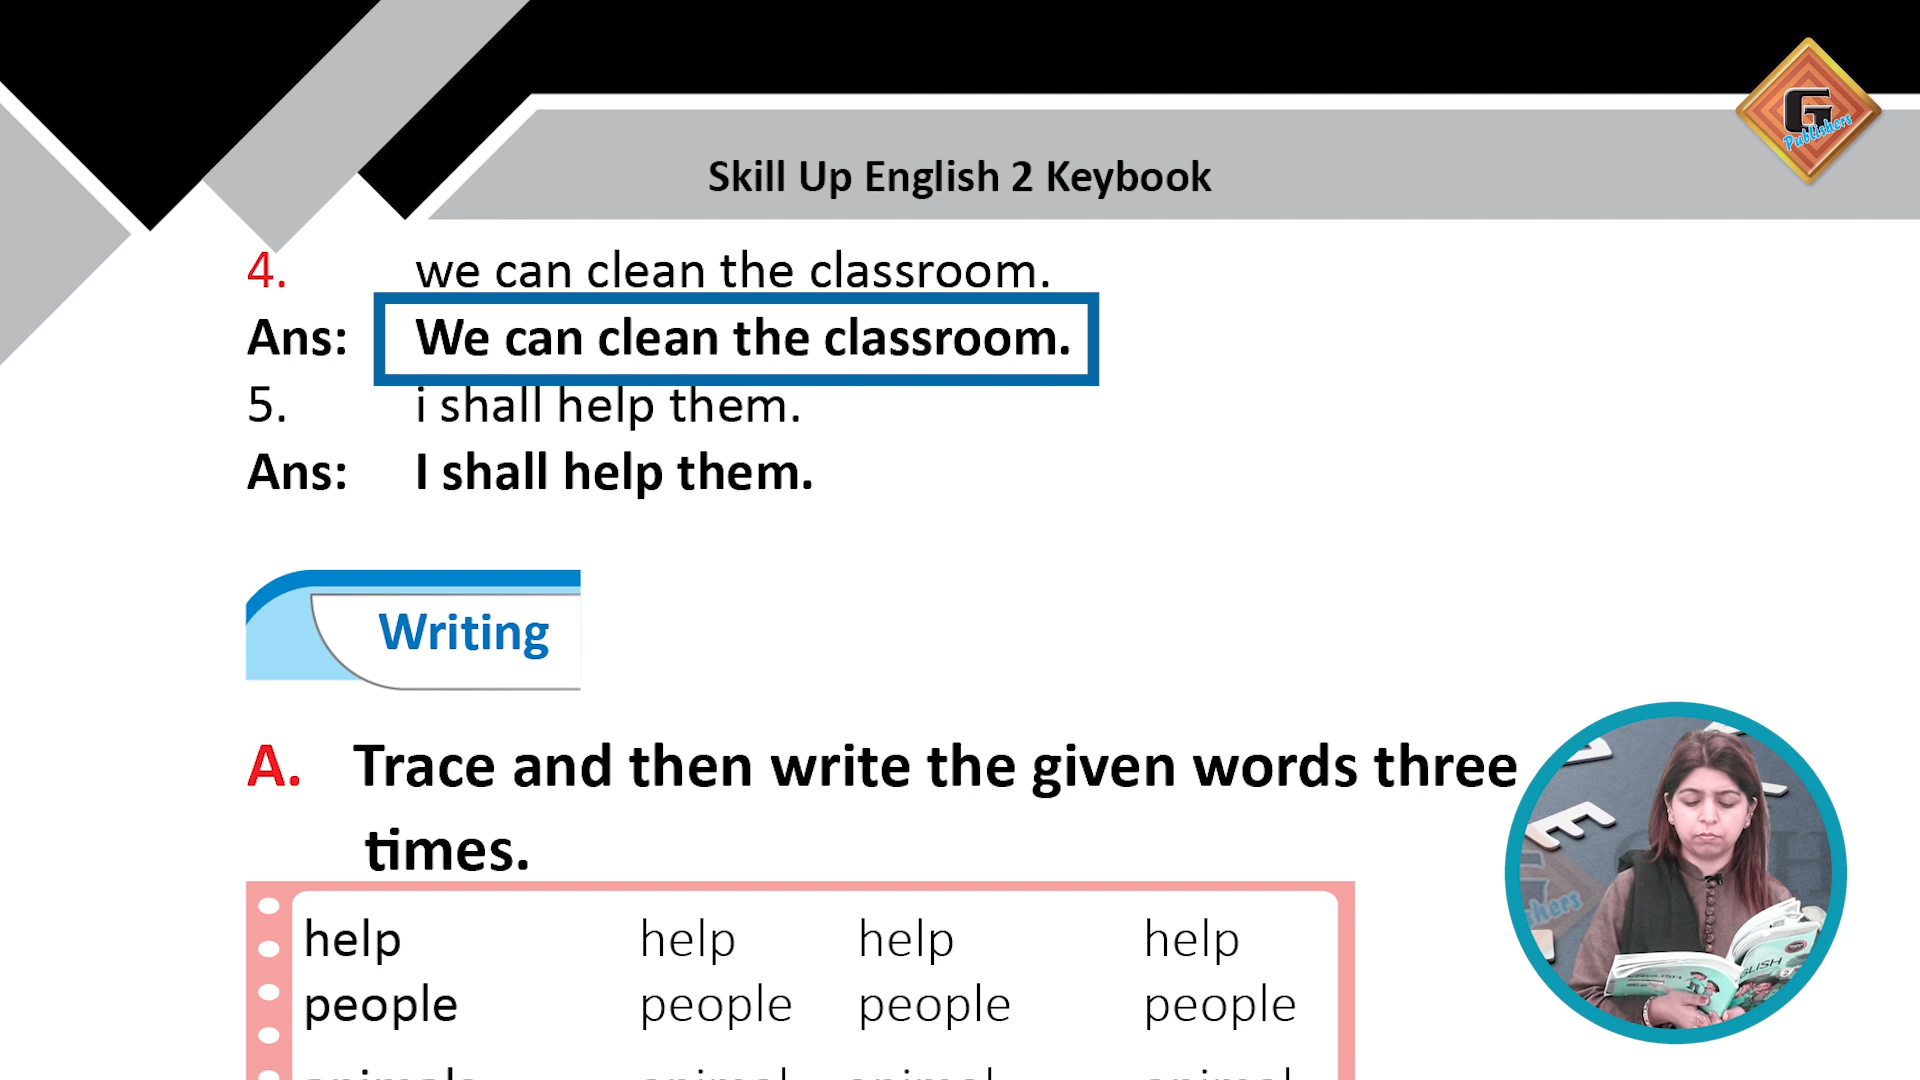 G
Publishers
Skill Up English 2 Keybook
4. we can clean the classroom.
Ans: We can clean the classroom.
5. i shall help them.
Ans: I shall help them.
Writing
A. Trace and then write the given words three
times.
help help help help
people people people people